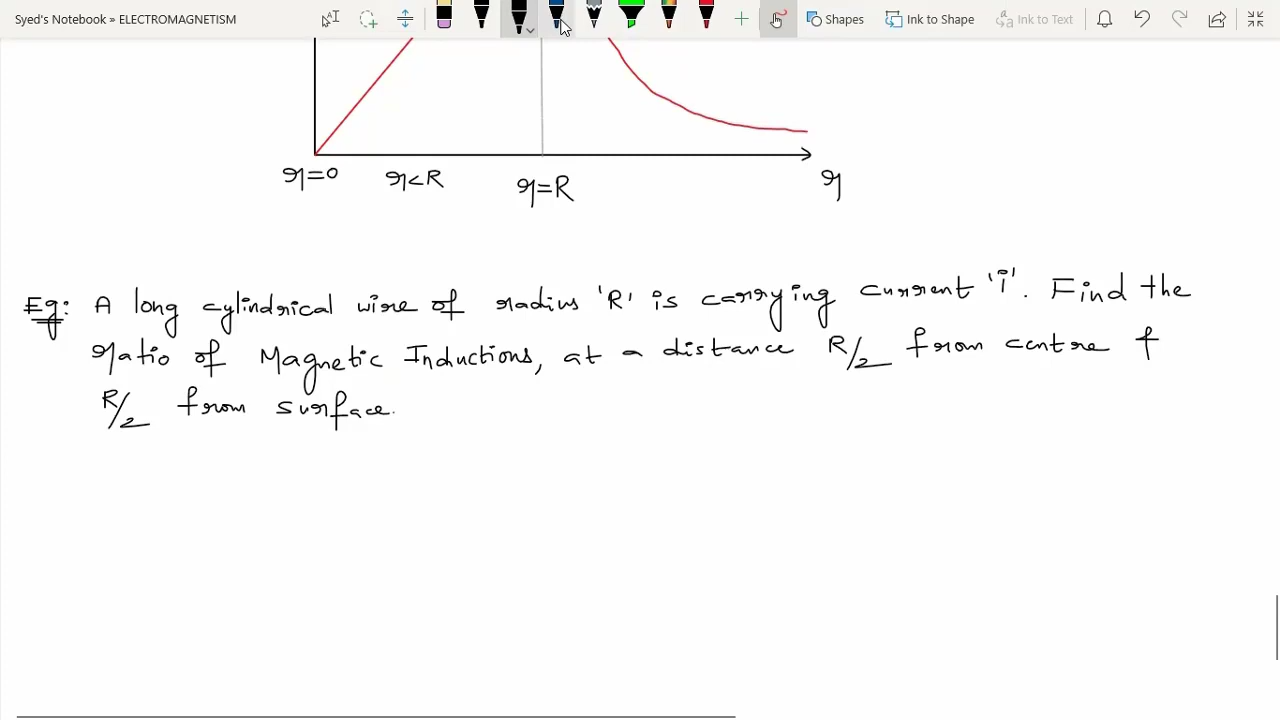 Syed's Notebook » ELECTROMAGNETISM
Shapes
Ink to Shape
Ink to Text
r=0
r<R
r=R
r
Eg: A long cylindrical wire of radius 'R' is carrying current 'i'. Find the
ratio of Magnetic Inductions, at a distance R/2 from centre &
R/2 from surface.